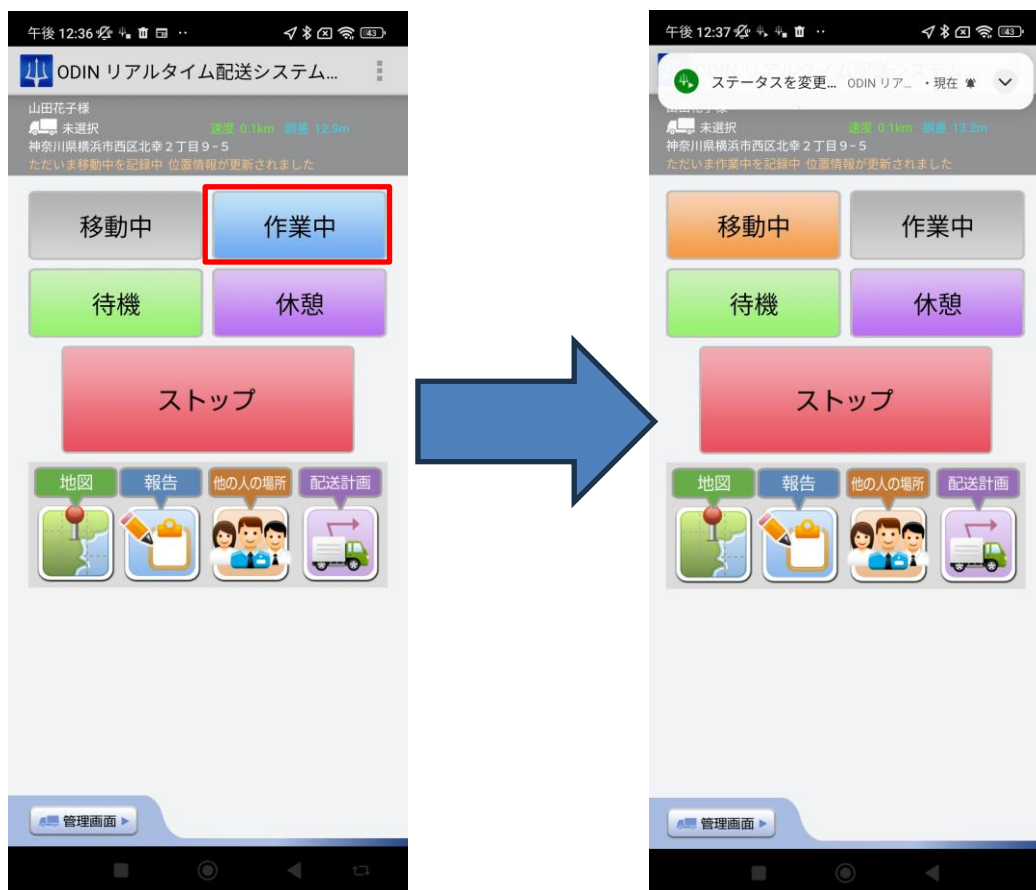 午後 12:36
43
ODIN リアルタイム配送システム...
山田花子様
未選択
速度 0.1km 誤差 12.9m
神奈川県横浜市西区北幸２丁目９−５
ただいま移動中を記録中 位置情報が更新されました
移動中
作業中
待機
休憩
ストップ
地図
報告
他の人の場所
配送計画
管理画面
午後 12:37
43
ステータスを変更... ODIN リア... ・現在
未選択
速度 0.1km 誤差 13.2m
神奈川県横浜市西区北幸２丁目９−５
ただいま作業中を記録中 位置情報が更新されました
移動中
作業中
待機
休憩
ストップ
地図
報告
他の人の場所
配送計画
管理画面